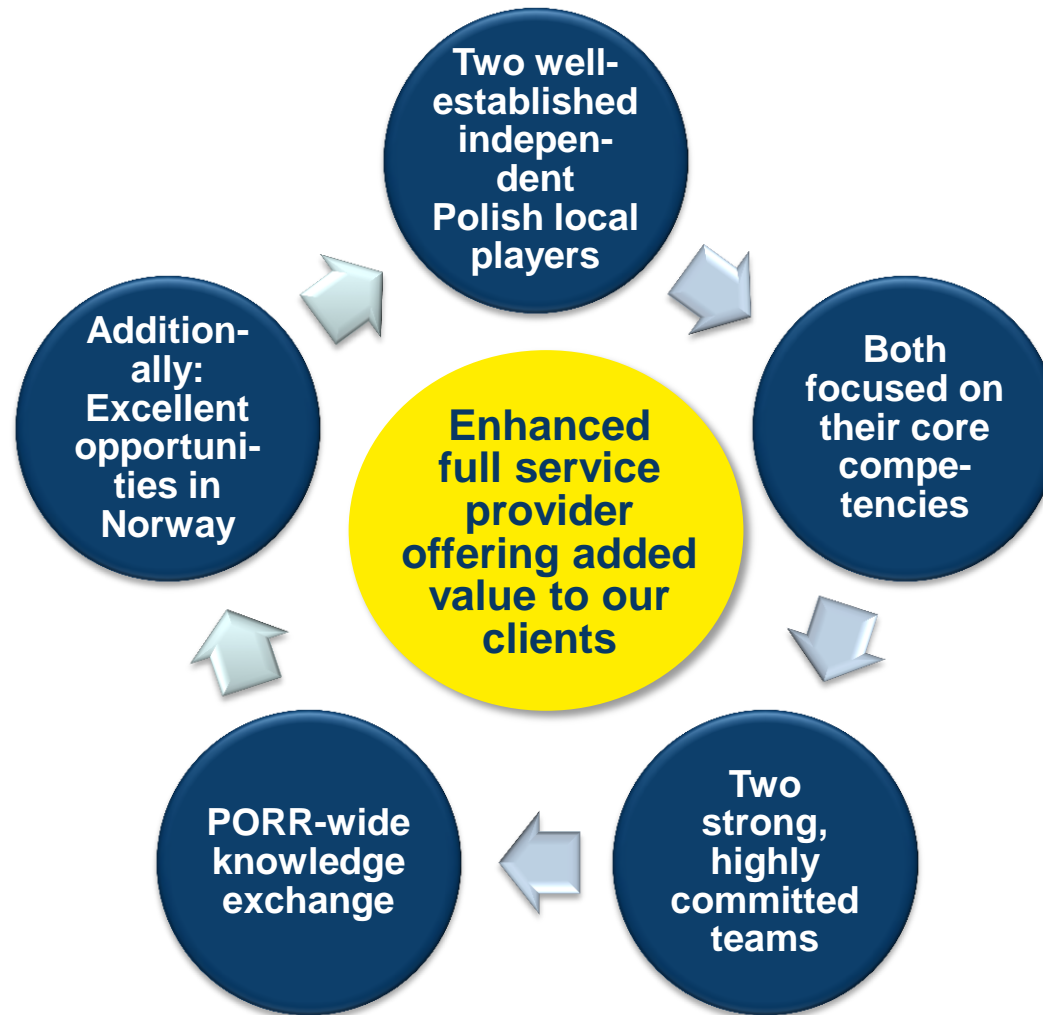 Two well-
established
indepen-
dent
Polish local
players
Both
focused on
their core
compe-
tencies
Two
strong,
highly
committed
teams
PORR-wide
knowledge
exchange
Addition-
ally:
Excellent
opportuni-
ties in
Norway
Enhanced
full service
provider
offering added
value to our
clients